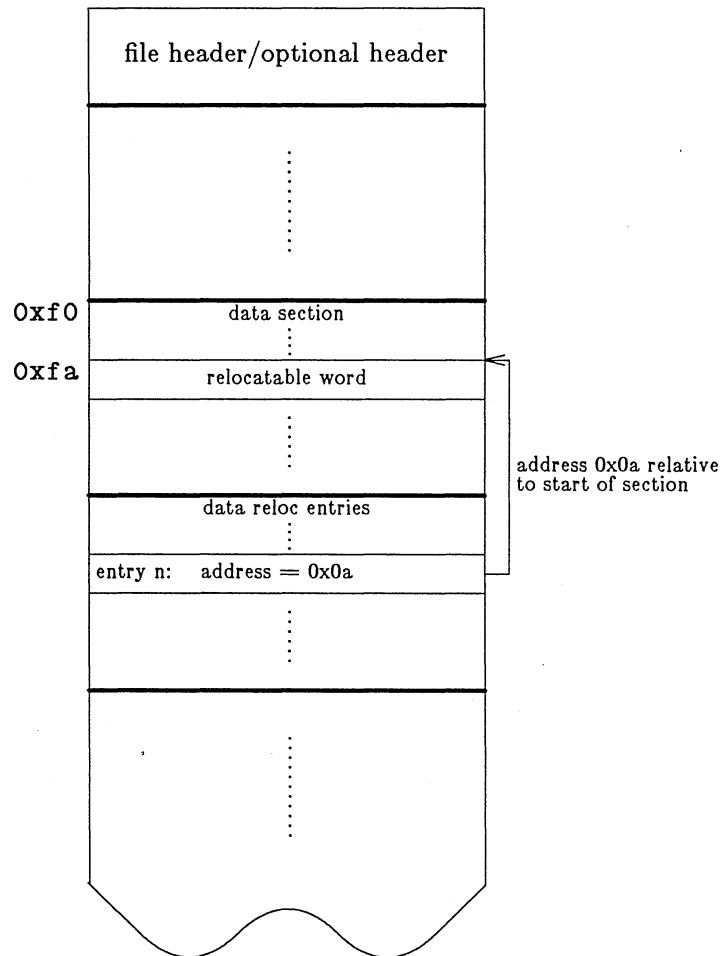 file header/optional header
0xf0
data section
0xfa
relocatable word
address 0x0a relative
to start of section
data reloc entries
entry n: address = 0x0a